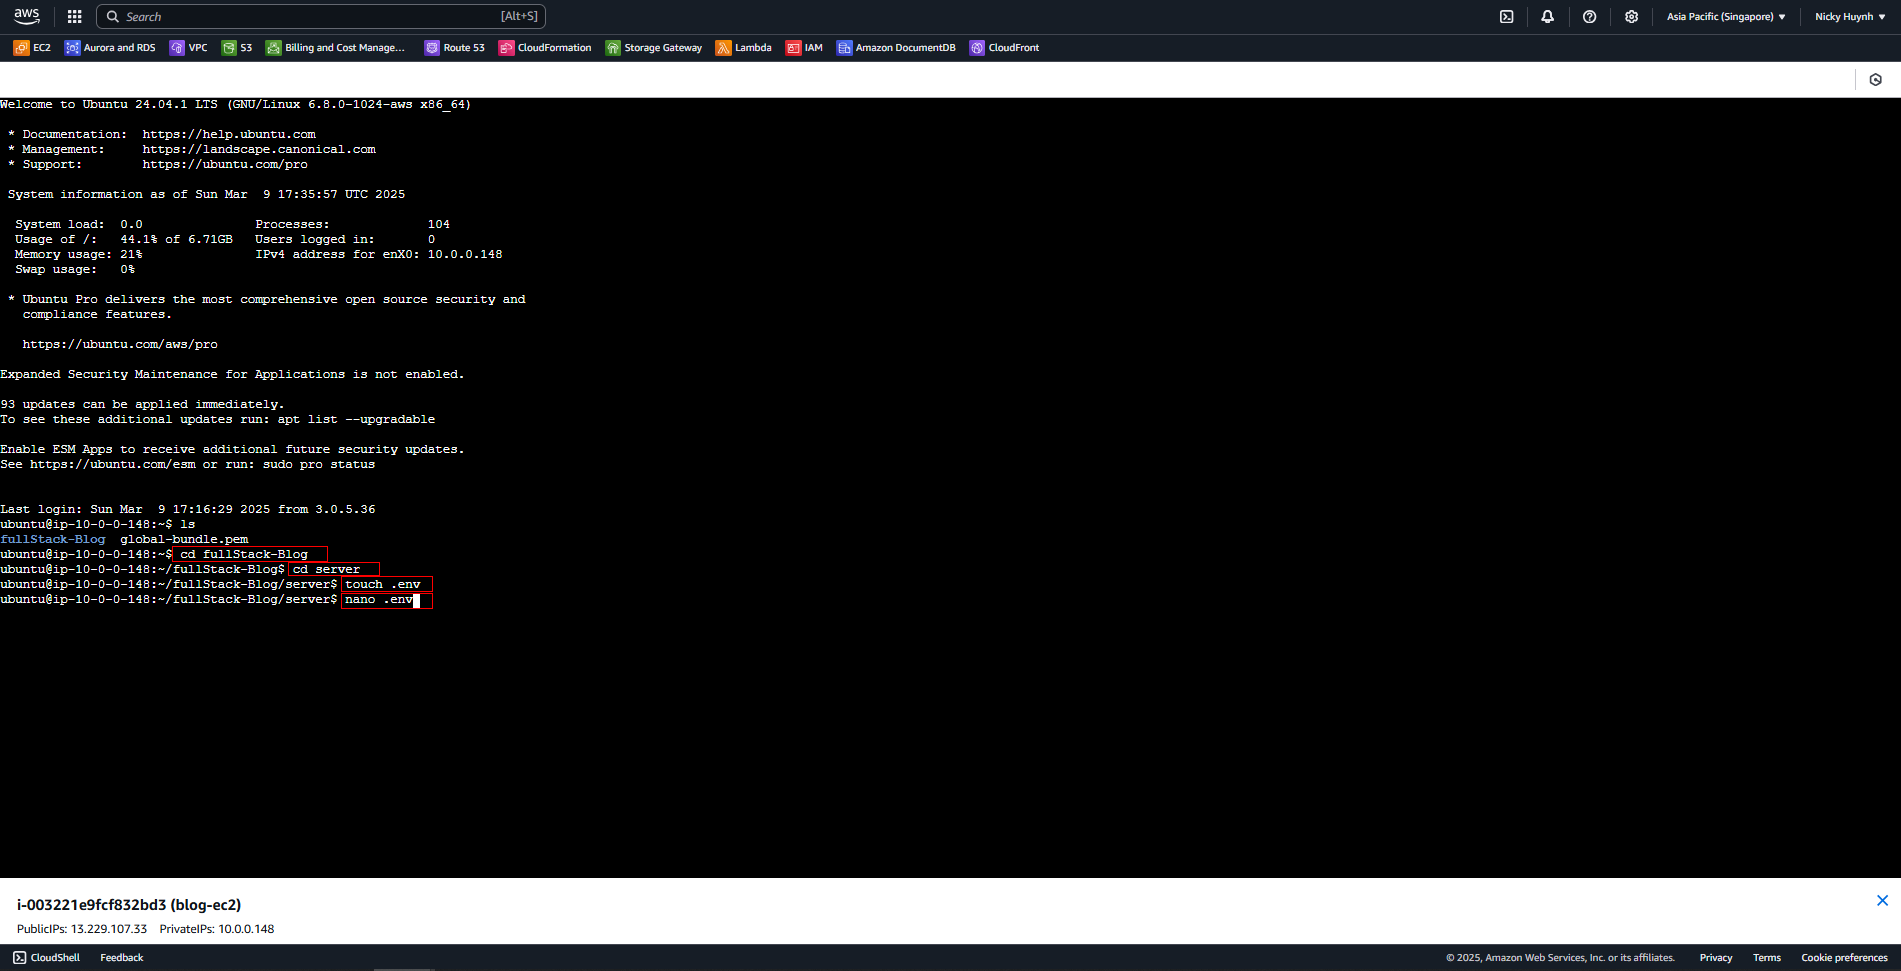 aws
Search [Alt+S]
Asia Pacific (Singapore) ▼ Nicky Huynh ▼
EC2 Aurora and RDS VPC S3 Billing and Cost Manage... Route 53 CloudFormation Storage Gateway Lambda IAM Amazon DocumentDB CloudFront
Welcome to Ubuntu 24.04.1 LTS (GNU/Linux 6.8.0-1024-aws x86_64)
* Documentation: https://help.ubuntu.com
* Management: https://landscape.canonical.com
* Support: https://ubuntu.com/pro
System information as of Sun Mar 9 17:35:57 UTC 2025
System load: 0.0 Processes: 104
Usage of /: 44.1% of 6.71GB Users logged in: 0
Memory usage: 21% IPv4 address for enX0: 10.0.0.148
Swap usage: 0%
* Ubuntu Pro delivers the most comprehensive open source security and
compliance features.
https://ubuntu.com/aws/pro
Expanded Security Maintenance for Applications is not enabled.
93 updates can be applied immediately.
To see these additional updates run: apt list --upgradable
Enable ESM Apps to receive additional future security updates.
See https://ubuntu.com/esm or run: sudo pro status
Last login: Sun Mar 9 17:16:29 2025 from 3.0.5.36
ubuntu@ip-10-0-0-148:~$ ls
fullStack-Blog global-bundle.pem
ubuntu@ip-10-0-0-148:~$ cd fullStack-Blog
ubuntu@ip-10-0-0-148:~/fullStack-Blog$ cd server
ubuntu@ip-10-0-0-148:~/fullStack-Blog/server$ touch .env
ubuntu@ip-10-0-0-148:~/fullStack-Blog/server$ nano .env
i-003221e9fcf832bd3 (blog-ec2)
PublicIPs: 13.229.107.33 PrivateIPs: 10.0.0.148
CloudShell Feedback © 2025, Amazon Web Services, Inc. or its affiliates. Privacy Terms Cookie preferences